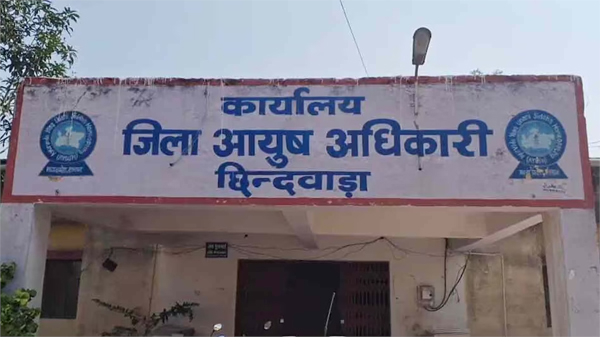 कार्यालय
जिला आयुष अधिकारी
छिन्दवाड़ा